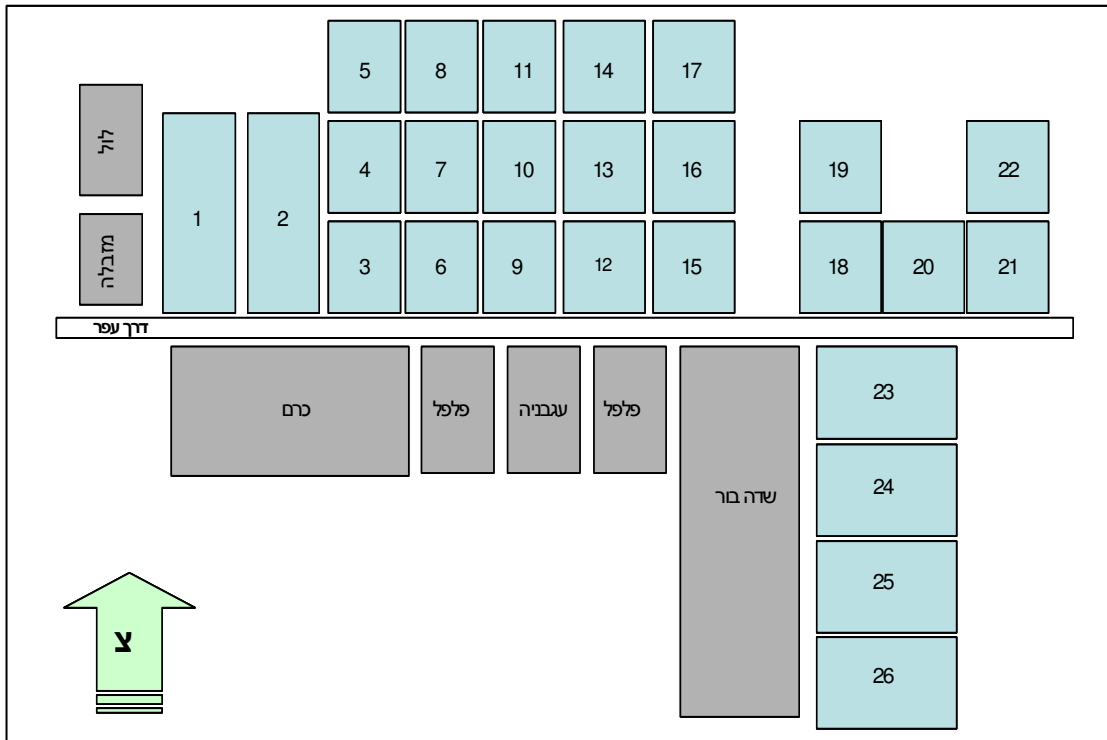 5 8 11 14 17
לול
4 7 10 13 16 19 22
1 2
מזבלה
3 6 9 12 15 18 20 21
דרך עפר
23
כרם
פלפל
עגבניה
פלפל
24
שדה בור
25
צ
26